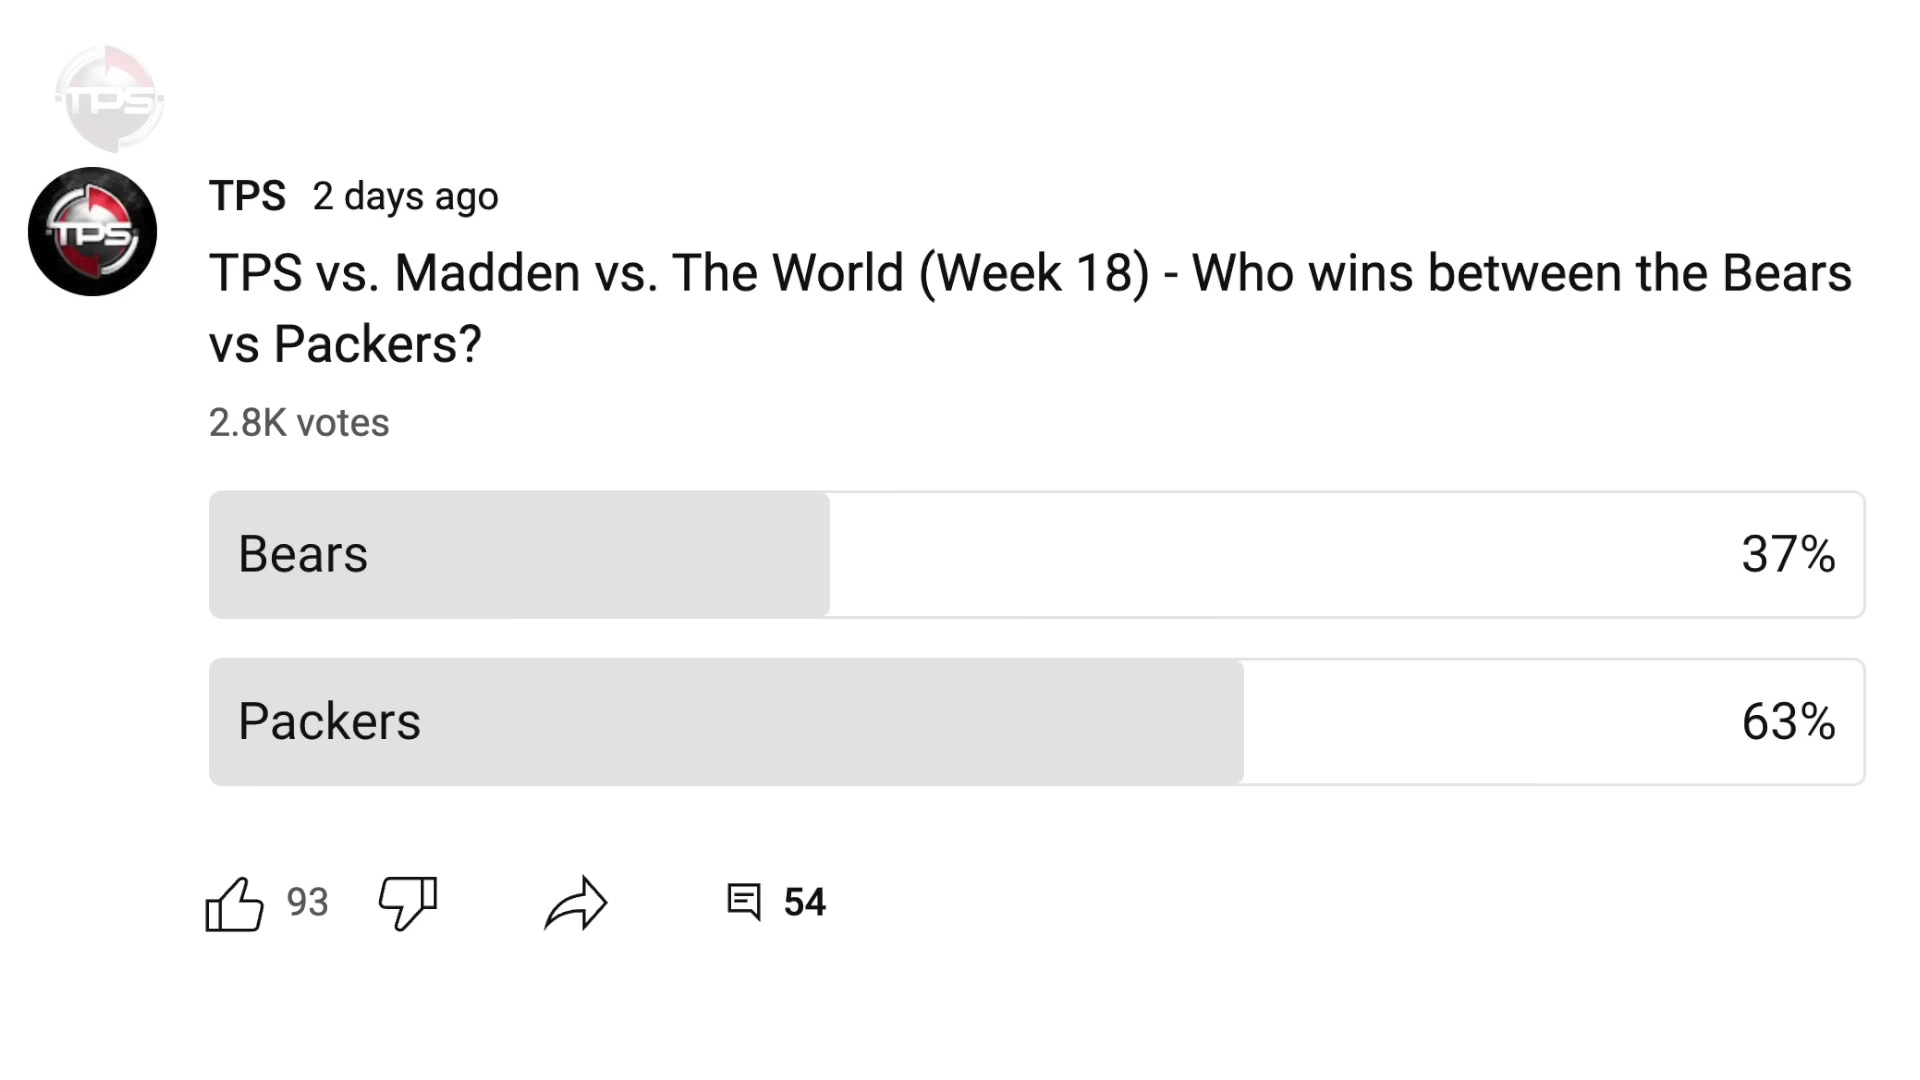 TPS
TPS
TPS 2 days ago
TPS vs. Madden vs. The World (Week 18) - Who wins between the Bears
vs Packers?
2.8K votes
Bears 37%
Packers 63%
93 54